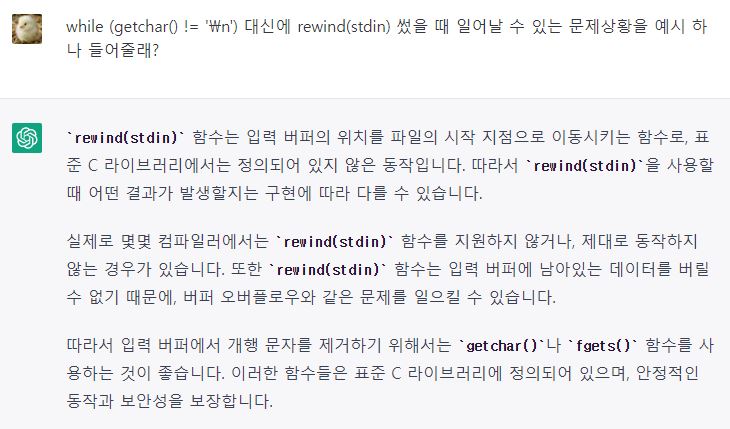 while (getchar() != '₩n') 대신에 rewind(stdin) 썼을 때 일어날 수 있는 문제상황을 예시 하
나 들어줄래?
`rewind(stdin)` 함수는 입력 버퍼의 위치를 파일의 시작 지점으로 이동시키는 함수로, 표
준 C 라이브러리에서는 정의되어 있지 않은 동작입니다. 따라서 `rewind(stdin)`을 사용할
때 어떤 결과가 발생할지는 구현에 따라 다를 수 있습니다.
실제로 몇몇 컴파일러에서는 `rewind(stdin)` 함수를 지원하지 않거나, 제대로 동작하지
않는 경우가 있습니다. 또한 `rewind(stdin)` 함수는 입력 버퍼에 남아있는 데이터를 버릴
수 없기 때문에, 버퍼 오버플로우와 같은 문제를 일으킬 수 있습니다.
따라서 입력 버퍼에서 개행 문자를 제거하기 위해서는 `getchar()`나 `fgets()` 함수를 사
용하는 것이 좋습니다. 이러한 함수들은 표준 C 라이브러리에 정의되어 있으며, 안정적인
동작과 보안성을 보장합니다.